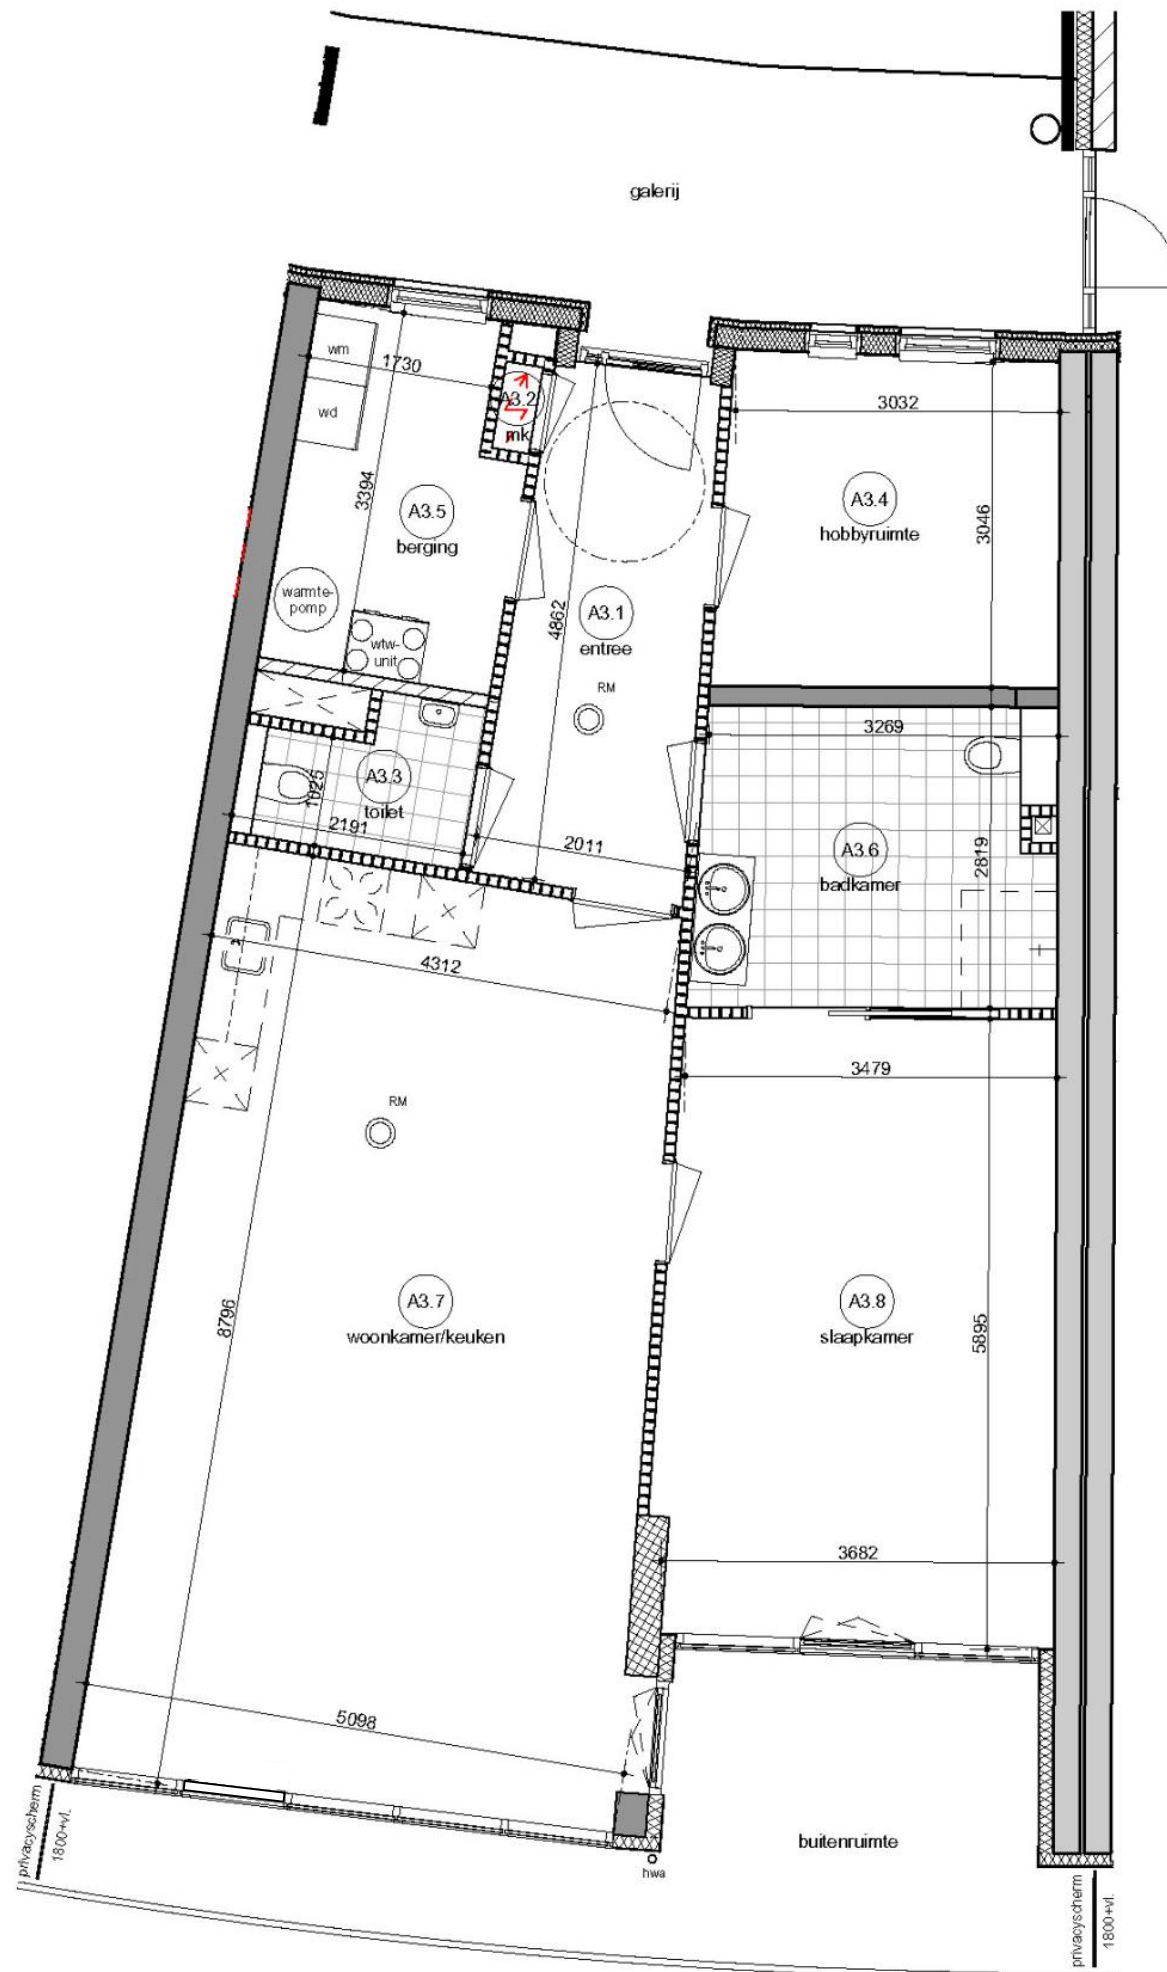 galerij
wm
1730
wd
A3.2
mk
3032
3394
A3.5
berging
A3.4
hobbyruimte
3046
warmte-
pomp
4862
A3.1
entree
wtw-
unit
RM
3269
A3.3
toilet
1025
2191
2011
A3.6
badkamer
2819
4312
3479
RM
A3.7
woonkamer/keuken
8796
A3.8
slaapkamer
5895
3682
5098
privacyscherm
1800+vl.
buitenruimte
hwa
privacyscherm
1800+vl.